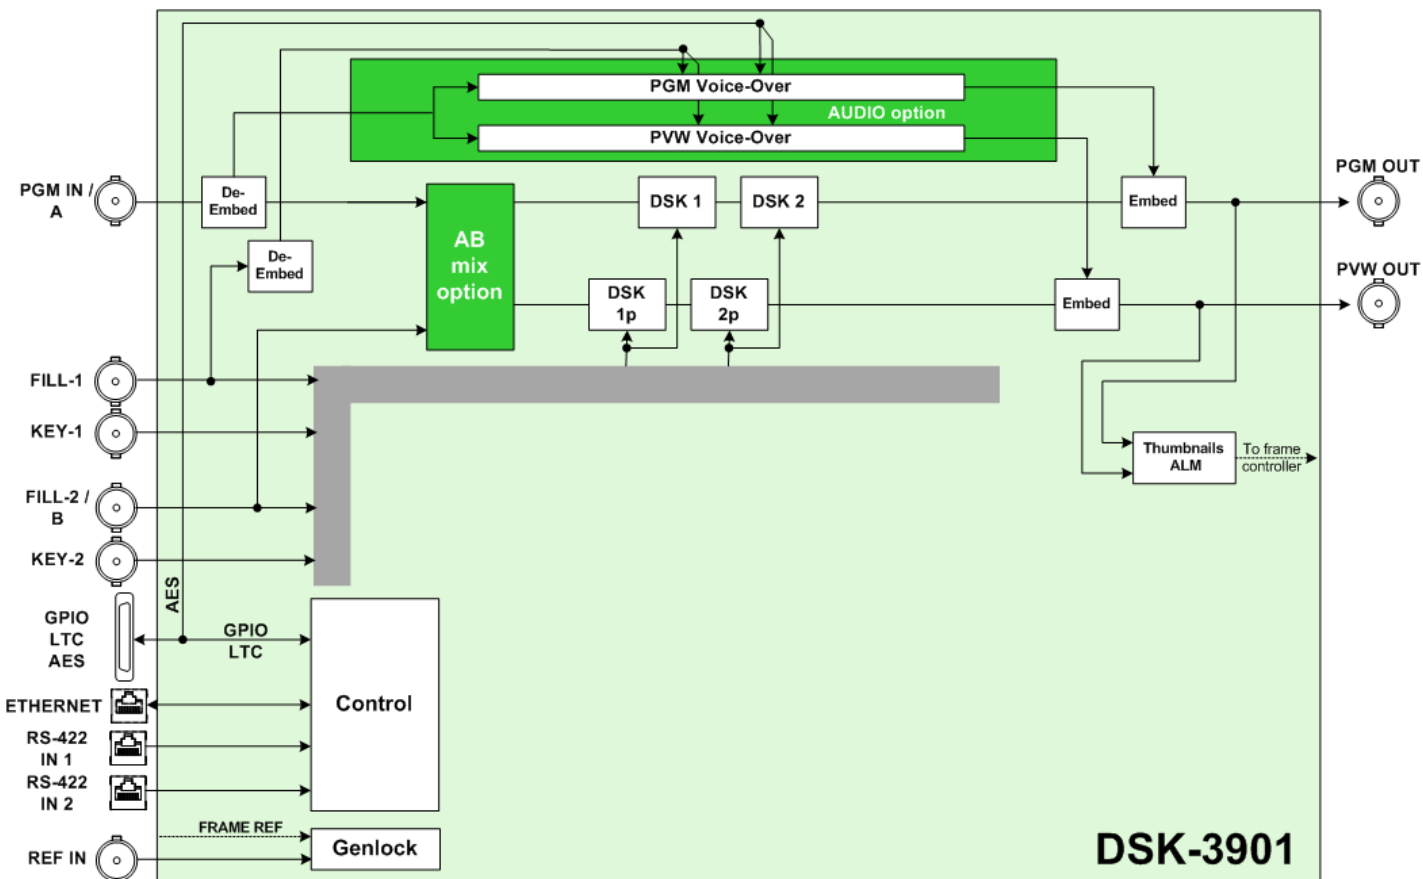 PGM Voice-Over
AUDIO option
PVW Voice-Over
PGM IN /
A
De-
Embed
De-
Embed
AB
mix
option
DSK 1
DSK 2
DSK
1p
DSK
2p
Embed
Embed
PGM OUT
PVW OUT
FILL-1
KEY-1
FILL-2 /
B
KEY-2
Thumbnails
ALM
To frame
controller
AES
GPIO
LTC
AES
GPIO
LTC
Control
ETHERNET
RS-422
IN 1
RS-422
IN 2
FRAME REF
REF IN
Genlock
DSK-3901